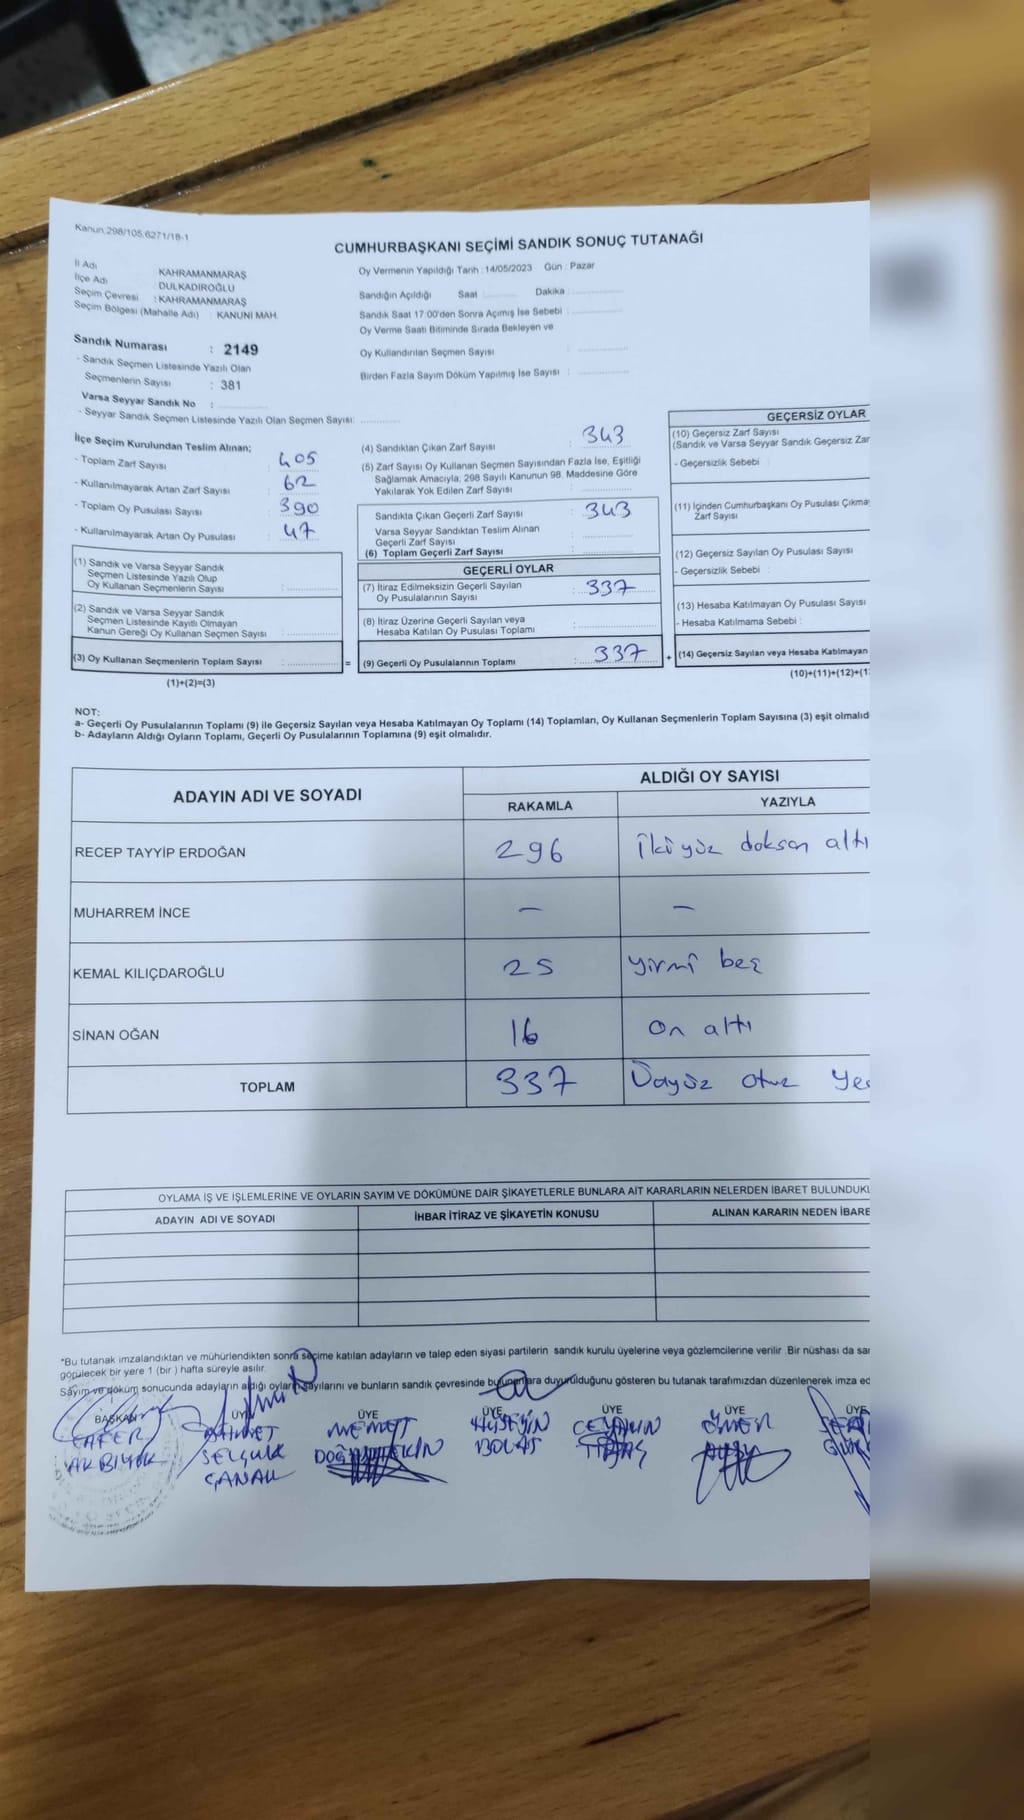 Kanun.298/105,6271/18-1
CUMHURBAŞKANI SEÇİMİ SANDIK SONUÇ TUTANAĞI
İl Adı KAHRAMANMARAŞ
İlçe Adı DULKADİROĞLU
Seçim Çevresi : KAHRAMANMARAŞ
Seçim Bölgesi (Mahalle Adı) : KANUNİ MAH.
Oy Vermenin Yapıldığı Tarih : 14/05/2023 Gün : Pazar
Sandığın Açıldığı Saat : Dakika :
Sandık Saat 17:00'den Sonra Açımış İse Sebebi :
Oy Verme Saati Bitiminde Sırada Bekleyen ve
Oy Kullandırılan Seçmen Sayısı :
Birden Fazla Sayım Döküm Yapılmış İse Sayısı :
Sandık Numarası : 2149
- Sandık Seçmen Listesinde Yazılı Olan
Seçmenlerin Sayısı : 381
Varsa Seyyar Sandık No :
- Seyyar Sandık Seçmen Listesinde Yazılı Olan Seçmen Sayısı:
İlçe Seçim Kurulundan Teslim Alınan;
- Toplam Zarf Sayısı : 405
- Kullanılmayarak Artan Zarf Sayısı : 62
- Toplam Oy Pusulası Sayısı : 390
- Kullanılmayarak Artan Oy Pusulası : 47
(1) Sandık ve Varsa Seyyar Sandık
Seçmen Listesinde Yazılı Olup
Oy Kullanan Seçmenlerin Sayısı :
(2) Sandık ve Varsa Seyyar Sandık
Seçmen Listesinde Kayıtlı Olmayan
Kanun Gereği Oy Kullanan Seçmen Sayısı :
(3) Oy Kullanan Seçmenlerin Toplam Sayısı : =
(1)+(2)=(3)
(4) Sandıktan Çıkan Zarf Sayısı : 343
(5) Zarf Sayısı Oy Kullanan Seçmen Sayısından Fazla İse, Eşitliği
Sağlamak Amacıyla; 298 Sayılı Kanunun 98. Maddesine Göre
Yakılarak Yok Edilen Zarf Sayısı :
Sandıkta Çıkan Geçerli Zarf Sayısı : 343
Varsa Seyyar Sandıktan Teslim Alınan
Geçerli Zarf Sayısı :
(6) Toplam Geçerli Zarf Sayısı :
GEÇERLİ OYLAR
(7) İtiraz Edilmeksizin Geçerli Sayılan
Oy Pusulalarının Sayısı : 337
(8) İtiraz Üzerine Geçerli Sayılan veya
Hesaba Katılan Oy Pusulası Toplamı :
(9) Geçerli Oy Pusulalarının Toplamı : 337 +
GEÇERSİZ OYLAR
(10) Geçersiz Zarf Sayısı
(Sandık ve Varsa Seyyar Sandık Geçersiz Zar
- Geçersizlik Sebebi :
(11) İçinden Cumhurbaşkanı Oy Pusulası Çıkma
Zarf Sayısı
(12) Geçersiz Sayılan Oy Pusulası Sayısı
- Geçersizlik Sebebi :
(13) Hesaba Katılmayan Oy Pusulası Sayısı
- Hesaba Katılmama Sebebi :
(14) Geçersiz Sayılan veya Hesaba Katılmayan
(10)+(11)+(12)+(1
NOT:
a- Geçerli Oy Pusulalarının Toplamı (9) ile Geçersiz Sayılan veya Hesaba Katılmayan Oy Toplamı (14) Toplamları, Oy Kullanan Seçmenlerin Toplam Sayısına (3) eşit olmalıd
b- Adayların Aldığı Oyların Toplamı, Geçerli Oy Pusulalarının Toplamına (9) eşit olmalıdır.
ADAYIN ADI VE SOYADI ALDIĞI OY SAYISI
RAKAMLA YAZIYLA
RECEP TAYYİP ERDOĞAN 296 İkiyüz doksan altı
MUHARREM İNCE – –
KEMAL KILIÇDAROĞLU 25 yirmi beş
SİNAN OĞAN 16 on altı
TOPLAM 337 Üçyüz otuz Ye
OYLAMA İŞ VE İŞLEMLERİNE VE OYLARIN SAYIM VE DÖKÜMÜNE DAİR ŞİKAYETLERLE BUNLARA AİT KARARLARIN NELERDEN İBARET BULUNDUKL
ADAYIN ADI VE SOYADI İHBAR İTİRAZ VE ŞİKAYETİN KONUSU ALINAN KARARIN NEDEN İBARE
*Bu tutanak imzalandıktan ve mühürlendikten sonra seçime katılan adayların ve talep eden siyasi partilerin sandık kurulu üyelerine veya gözlemcilerine verilir. Bir nüshası da sa
görülecek bir yere 1 (bir ) hafta süreyle asılır.
Sayım ve döküm sonucunda adayların aldığı oyların sayılarını ve bunların sandık çevresinde bulunanlara duyurulduğunu gösteren bu tutanak tarafımızdan düzenlenerek imza ed
BAŞKAN ÜYE ÜYE ÜYE ÜYE ÜYE ÜYE
CAFER AHMET MEMET HÜSEYİN CEYHUN ÖMER
AKBIYIK SELÇUK BOLAT
ÇANAK